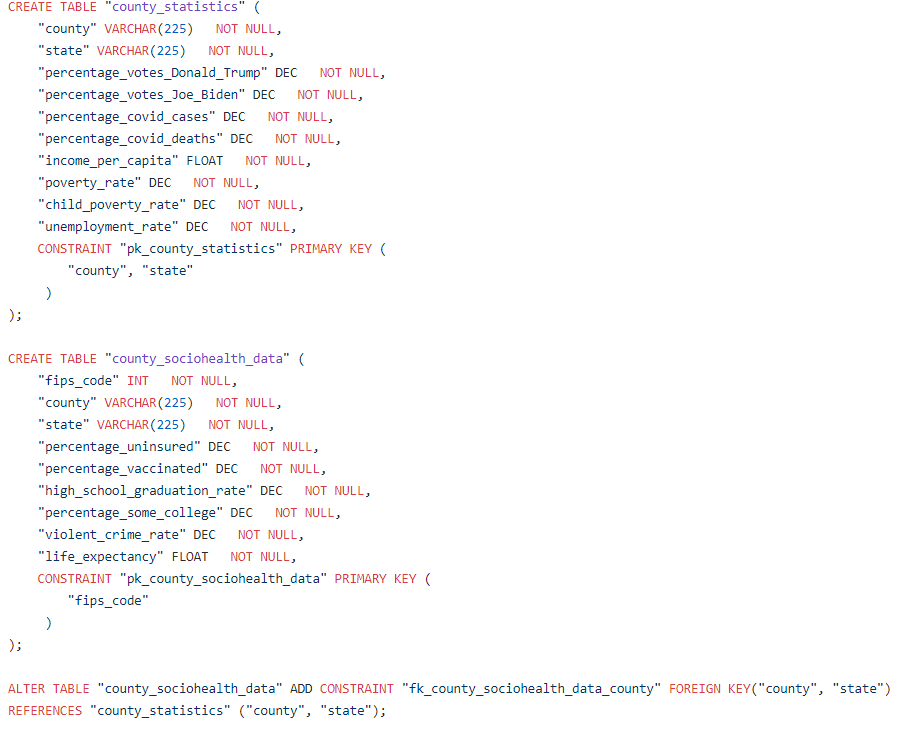 CREATE TABLE "county_statistics" (
"county" VARCHAR(225) NOT NULL,
"state" VARCHAR(225) NOT NULL,
"percentage_votes_Donald_Trump" DEC NOT NULL,
"percentage_votes_Joe_Biden" DEC NOT NULL,
"percentage_covid_cases" DEC NOT NULL,
"percentage_covid_deaths" DEC NOT NULL,
"income_per_capita" FLOAT NOT NULL,
"poverty_rate" DEC NOT NULL,
"child_poverty_rate" DEC NOT NULL,
"unemployment_rate" DEC NOT NULL,
CONSTRAINT "pk_county_statistics" PRIMARY KEY (
"county", "state"
)
);
CREATE TABLE "county_sociohealth_data" (
"fips_code" INT NOT NULL,
"county" VARCHAR(225) NOT NULL,
"state" VARCHAR(225) NOT NULL,
"percentage_uninsured" DEC NOT NULL,
"percentage_vaccinated" DEC NOT NULL,
"high_school_graduation_rate" DEC NOT NULL,
"percentage_some_college" DEC NOT NULL,
"violent_crime_rate" DEC NOT NULL,
"life_expectancy" FLOAT NOT NULL,
CONSTRAINT "pk_county_sociohealth_data" PRIMARY KEY (
"fips_code"
)
);
ALTER TABLE "county_sociohealth_data" ADD CONSTRAINT "fk_county_sociohealth_data_county" FOREIGN KEY("county", "state")
REFERENCES "county_statistics" ("county", "state");